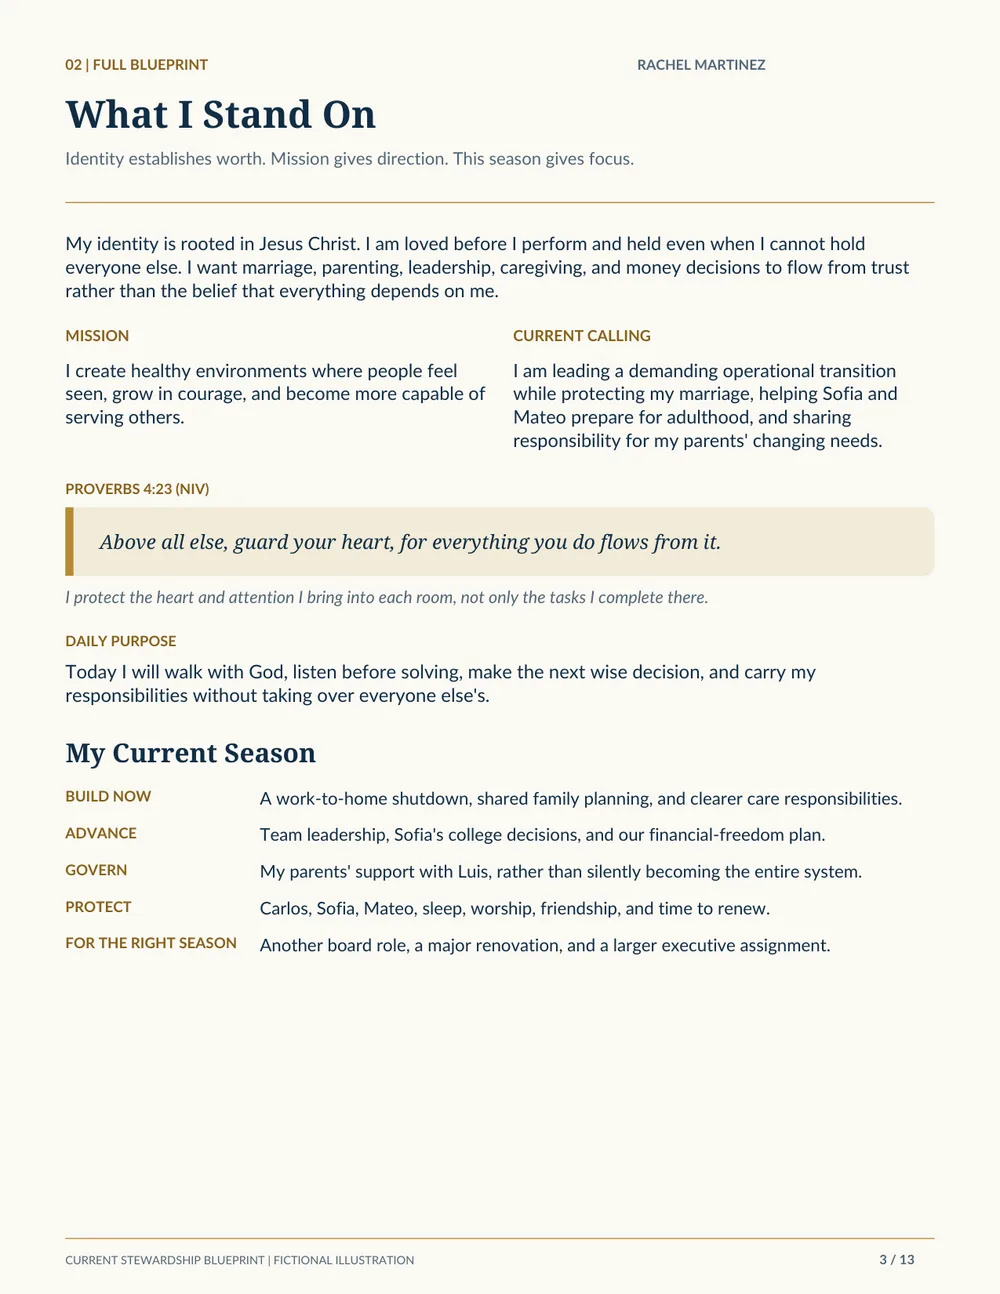 02 | FULL BLUEPRINT
RACHEL MARTINEZ
What I Stand On
Identity establishes worth. Mission gives direction. This season gives focus.
My identity is rooted in Jesus Christ. I am loved before I perform and held even when I cannot hold
everyone else. I want marriage, parenting, leadership, caregiving, and money decisions to flow from trust
rather than the belief that everything depends on me.
MISSION
I create healthy environments where people feel
seen, grow in courage, and become more capable of
serving others.
CURRENT CALLING
I am leading a demanding operational transition
while protecting my marriage, helping Sofia and
Mateo prepare for adulthood, and sharing
responsibility for my parents' changing needs.
PROVERBS 4:23 (NIV)
Above all else, guard your heart, for everything you do flows from it.
I protect the heart and attention I bring into each room, not only the tasks I complete there.
DAILY PURPOSE
Today I will walk with God, listen before solving, make the next wise decision, and carry my
responsibilities without taking over everyone else's.
My Current Season
BUILD NOW A work-to-home shutdown, shared family planning, and clearer care responsibilities.
ADVANCE Team leadership, Sofia's college decisions, and our financial-freedom plan.
GOVERN My parents' support with Luis, rather than silently becoming the entire system.
PROTECT Carlos, Sofia, Mateo, sleep, worship, friendship, and time to renew.
FOR THE RIGHT SEASON Another board role, a major renovation, and a larger executive assignment.
CURRENT STEWARDSHIP BLUEPRINT | FICTIONAL ILLUSTRATION
3 / 13